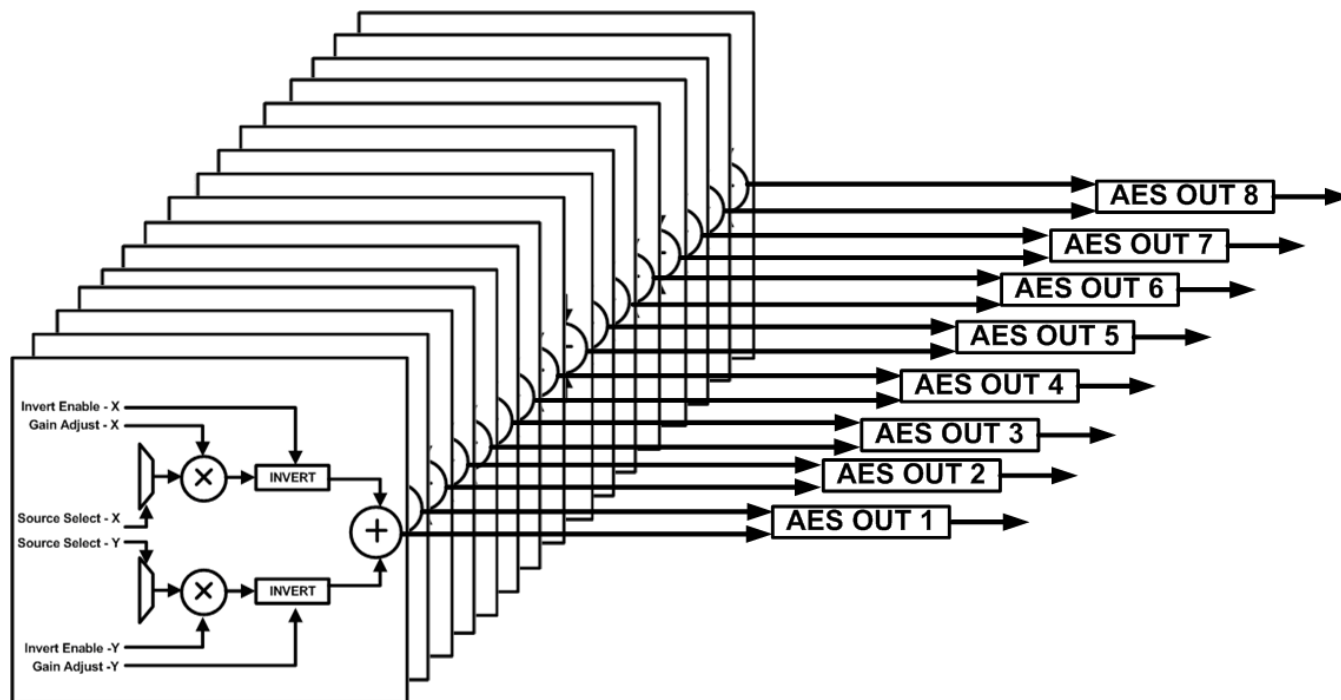 AES OUT 8
AES OUT 7
AES OUT 6
AES OUT 5
AES OUT 4
AES OUT 3
AES OUT 2
AES OUT 1
Invert Enable - X
Gain Adjust - X
INVERT
Source Select - X
Source Select - Y
INVERT
Invert Enable -Y
Gain Adjust -Y